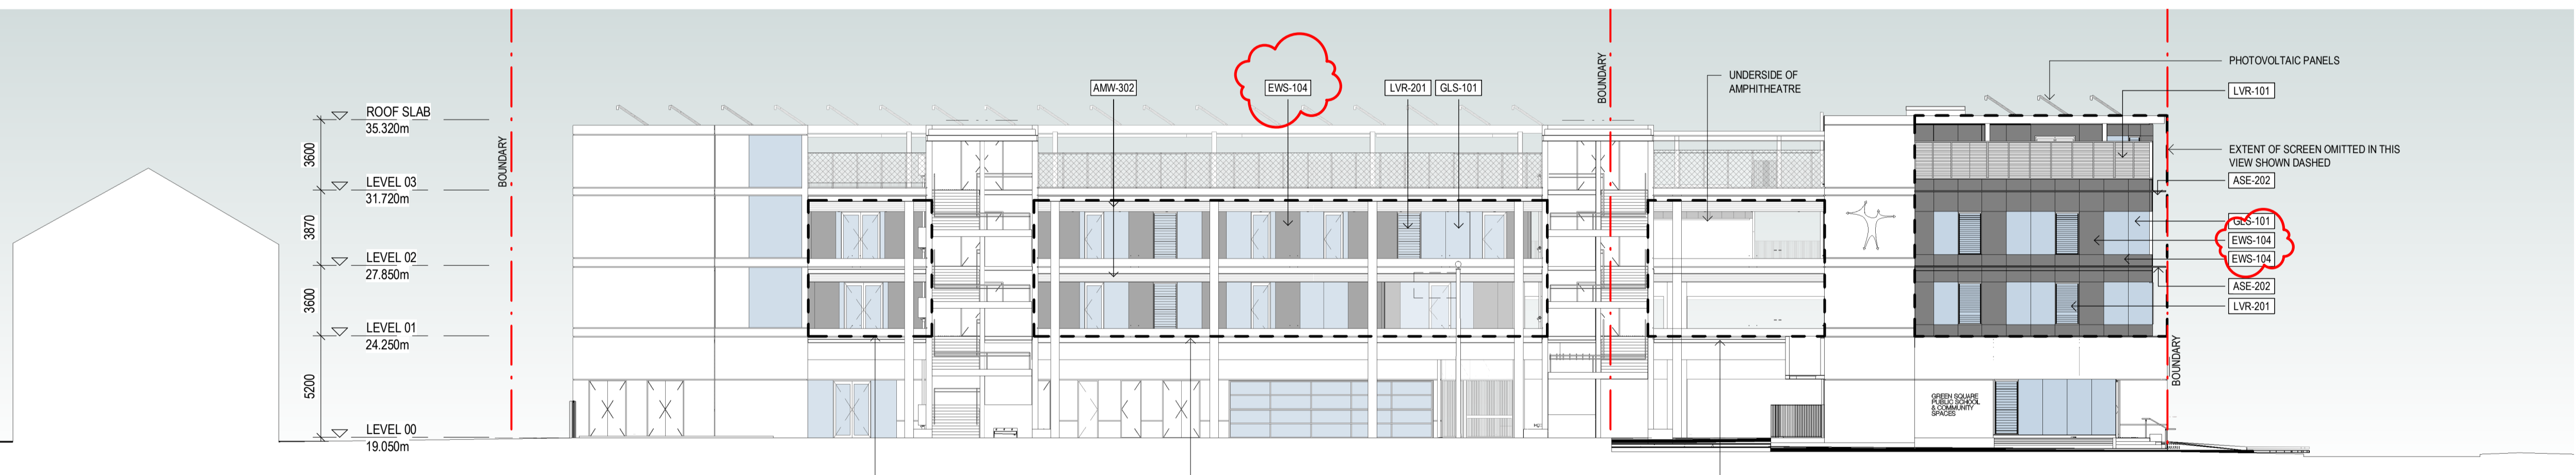 ROOF SLAB
35.320m
3600
LEVEL 03
31.720m
3870
LEVEL 02
27.850m
3600
LEVEL 01
24.250m
5200
LEVEL 00
19.050m
BOUNDARY
AMW-302
EWS-104
LVR-201
GLS-101
BOUNDARY
UNDERSIDE OF
AMPHITHEATRE
GREEN SQUARE
PUBLIC SCHOOL
& COMMUNITY
SPACES
PHOTOVOLTAIC PANELS
LVR-101
EXTENT OF SCREEN OMITTED IN THIS
VIEW SHOWN DASHED
ASE-202
GLS-101
EWS-104
EWS-104
ASE-202
LVR-201
BOUNDARY